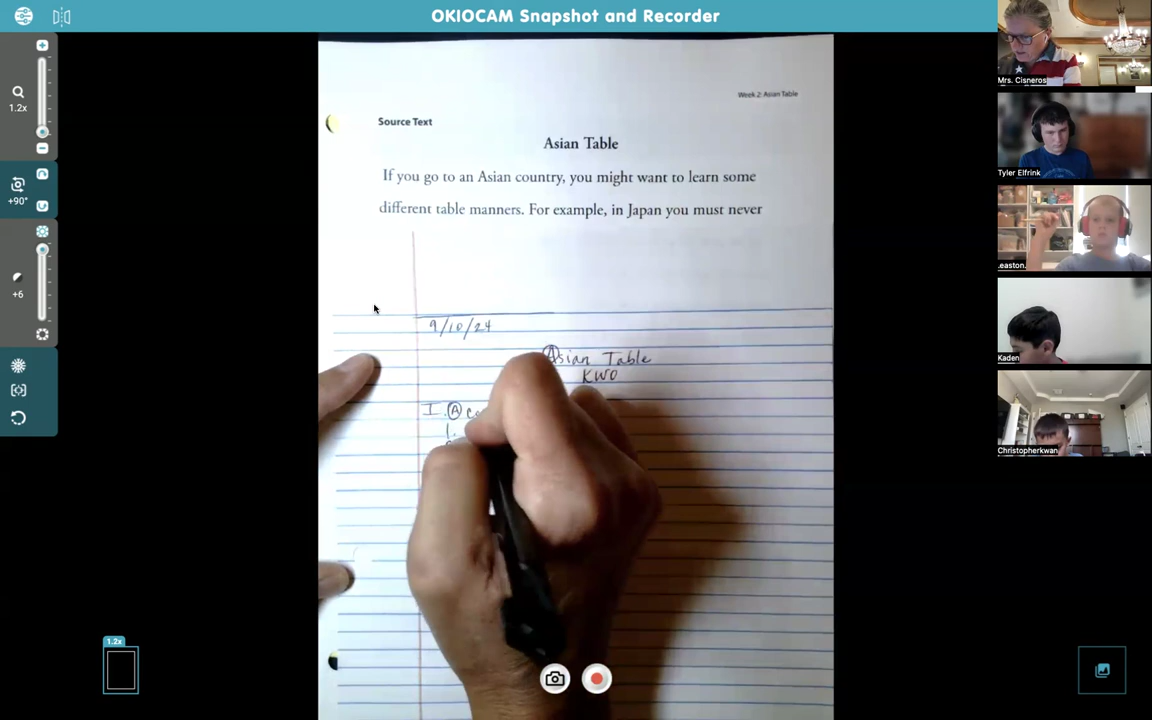 OKIOCAM Snapshot and Recorder
1.2x
+90°
+6
1.2x
Week 2: Asian Table
Source Text
Asian Table
If you go to an Asian country, you might want to learn some
different table manners. For example, in Japan you must never
9/10/24
Asian Table
KWO
I. A
1.
Mrs. Cisneros
Tyler Elfrink
.easton.
Kaden
Christopherkwan